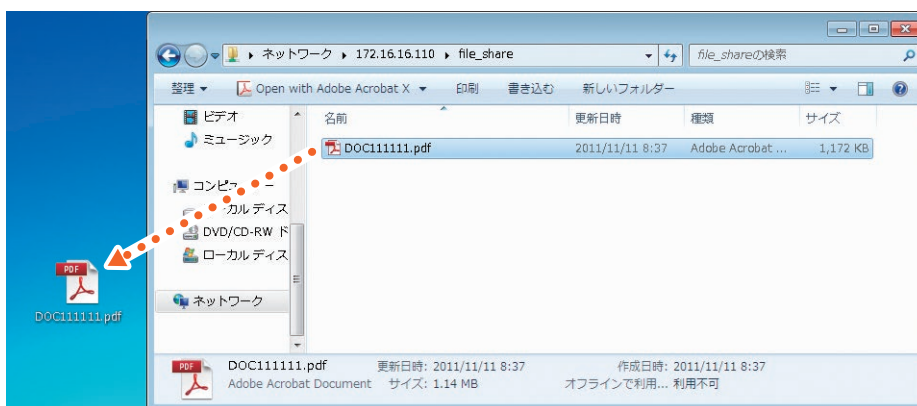 ネットワーク ▸ 172.16.16.110 ▸ file_share
file_shareの検索
整理 Open with Adobe Acrobat X 印刷 書き込む 新しいフォルダー
ビデオ
ミュージック
コンピューター
ーカル ディス
DVD/CD-RW ド
ローカル ディス
ネットワーク
名前 更新日時 種類 サイズ
DOC111111.pdf 2011/11/11 8:37 Adobe Acrobat ... 1,172 KB
PDF
DOC111111.pdf
PDF
DOC111111.pdf 更新日時: 2011/11/11 8:37 作成日時: 2011/11/11 8:37
Adobe Acrobat Document サイズ: 1.14 MB オフラインで利用... 利用不可